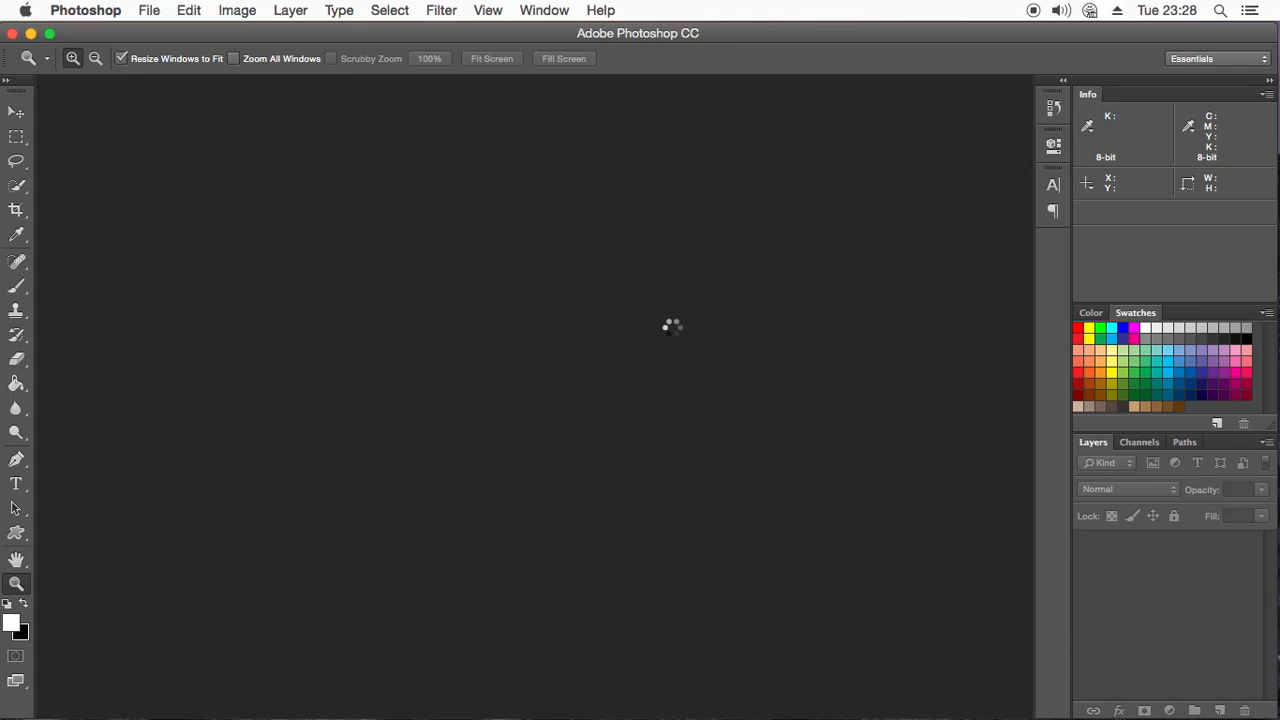 Photoshop File Edit Image Layer Type Select Filter View Window Help Tue 23:28
Adobe Photoshop CC
Resize Windows to Fit Zoom All Windows Scrubby Zoom 100% Fit Screen Fill Screen Essentials
Info
K: C:
M:
Y:
K:
8-bit 8-bit
X: W:
Y: H:
A
¶
Color Swatches
Layers Channels Paths
Kind T
Normal Opacity:
Lock: Fill:
T
fx